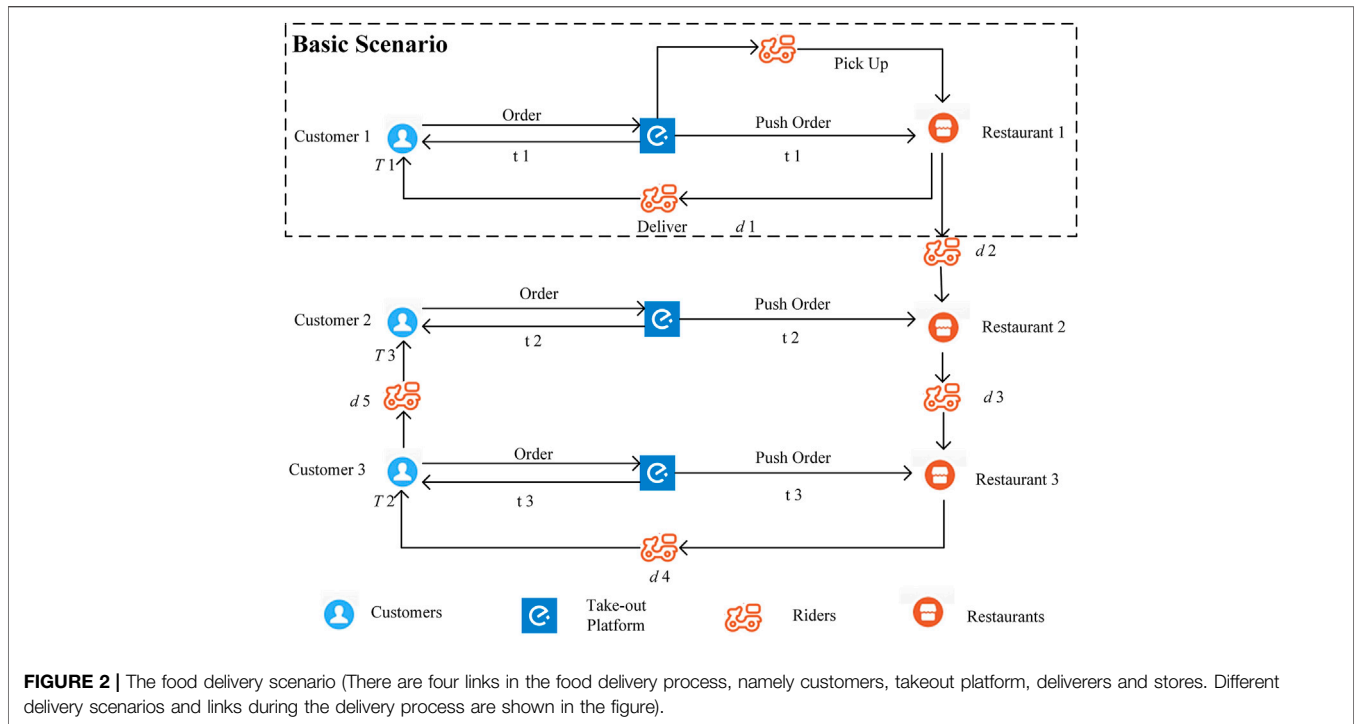 Basic Scenario
Pick Up
Customer 1
Order
Push Order
Restaurant 1
T 1
t 1
t 1
Deliver
d 1
d 2
Customer 2
Order
Push Order
Restaurant 2
T 3
t 2
t 2
d 5
d 3
Customer 3
Order
Push Order
Restaurant 3
T 2
t 3
t 3
d 4
Customers
Take-out
Platform
Riders
Restaurants
FIGURE 2 | The food delivery scenario (There are four links in the food delivery process, namely customers, takeout platform, deliverers and stores. Different
delivery scenarios and links during the delivery process are shown in the figure).